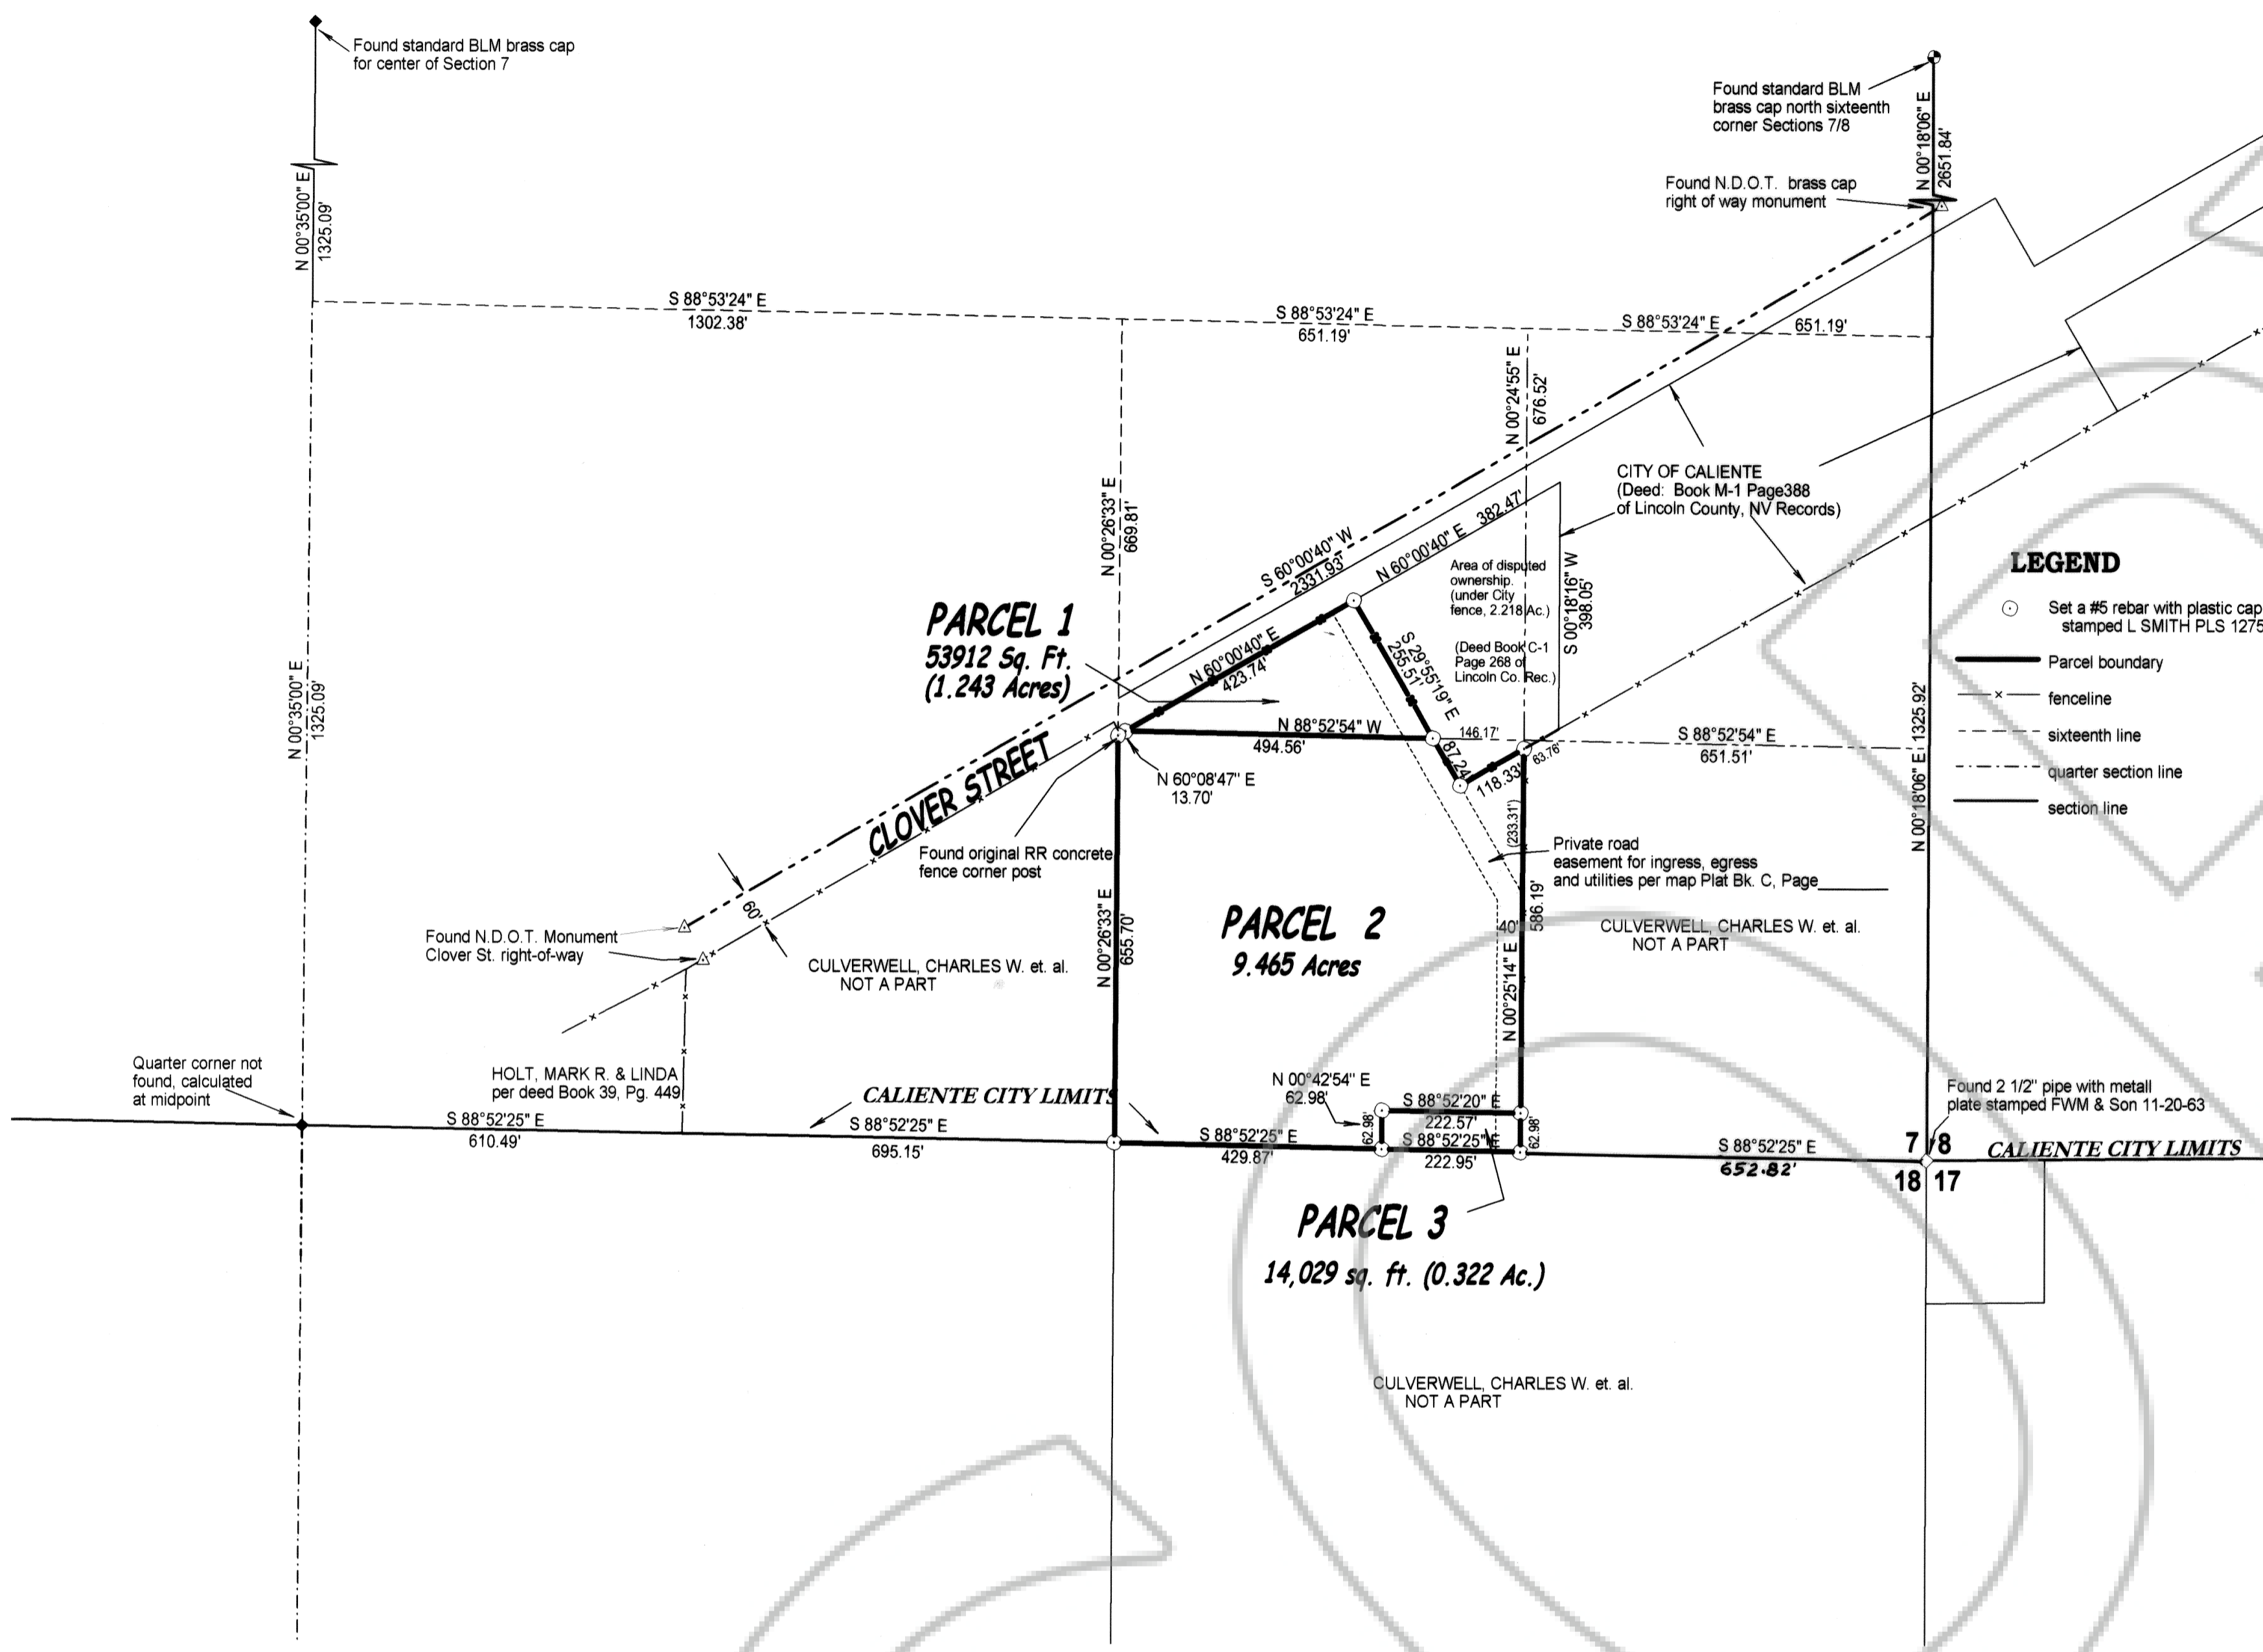 Found standard BLM brass cap
for center of Section 7
Found standard BLM
brass cap north sixteenth
corner Sections 7/8
N 00°18'06" E
2651.84'
Found N.D.O.T. brass cap
right of way monument
N 00°35'00" E
1325.09'
S 88°53'24" E
1302.38'
S 88°53'24" E
651.19'
S 88°53'24" E
651.19'
N 00°24'55" E
676.52'
N 00°26'33" E
669.81'
CITY OF CALIENTE
(Deed: Book M-1 Page388
of Lincoln County, NV Records)
S 60°00'40" W
2331.93'
N 60°00'40" E 382.47'
Area of disputed
ownership.
(under City
fence, 2.218 Ac.)
(Deed Book C-1
Page 268 of
Lincoln Co. Rec.)
S 00°18'16" W
398.05'
LEGEND
Set a #5 rebar with plastic cap
stamped L SMITH PLS 1275
Parcel boundary
fenceline
sixteenth line
quarter section line
section line
PARCEL 1
53912 Sq. Ft.
(1.243 Acres)
N 60°00'40" E
423.74'
S 29°55'19" E
255.51'
N 00°35'00" E
1325.09'
N 88°52'54" W
494.56'
146.17'
87.24'
118.33'
63.76'
S 88°52'54" E
651.51'
N 00°18'06" E 1325.92'
N 60°08'47" E
13.70'
CLOVER STREET
Found original RR concrete
fence corner post
(233.31')
Private road
easement for ingress, egress
and utilities per map Plat Bk. C, Page
60'
N 00°26'33" E
655.70'
PARCEL 2
9.465 Acres
40'
586.19'
N 00°25'14" E
CULVERWELL, CHARLES W. et. al.
NOT A PART
Found N.D.O.T. Monument
Clover St. right-of-way
CULVERWELL, CHARLES W. et. al.
NOT A PART
Quarter corner not
found, calculated
at midpoint
HOLT, MARK R. & LINDA
per deed Book 39, Pg. 449
CALIENTE CITY LIMITS
N 00°42'54" E
62.98'
S 88°52'20" E
222.57'
62.98'
62.98'
Found 2 1/2" pipe with metall
plate stamped FWM & Son 11-20-63
S 88°52'25" E
610.49'
S 88°52'25" E
695.15'
S 88°52'25" E
429.87'
S 88°52'25" E
222.95'
S 88°52'25" E
652.82'
7 8
18 17
CALIENTE CITY LIMITS
PARCEL 3
14,029 sq. ft. (0.322 Ac.)
CULVERWELL, CHARLES W. et. al.
NOT A PART